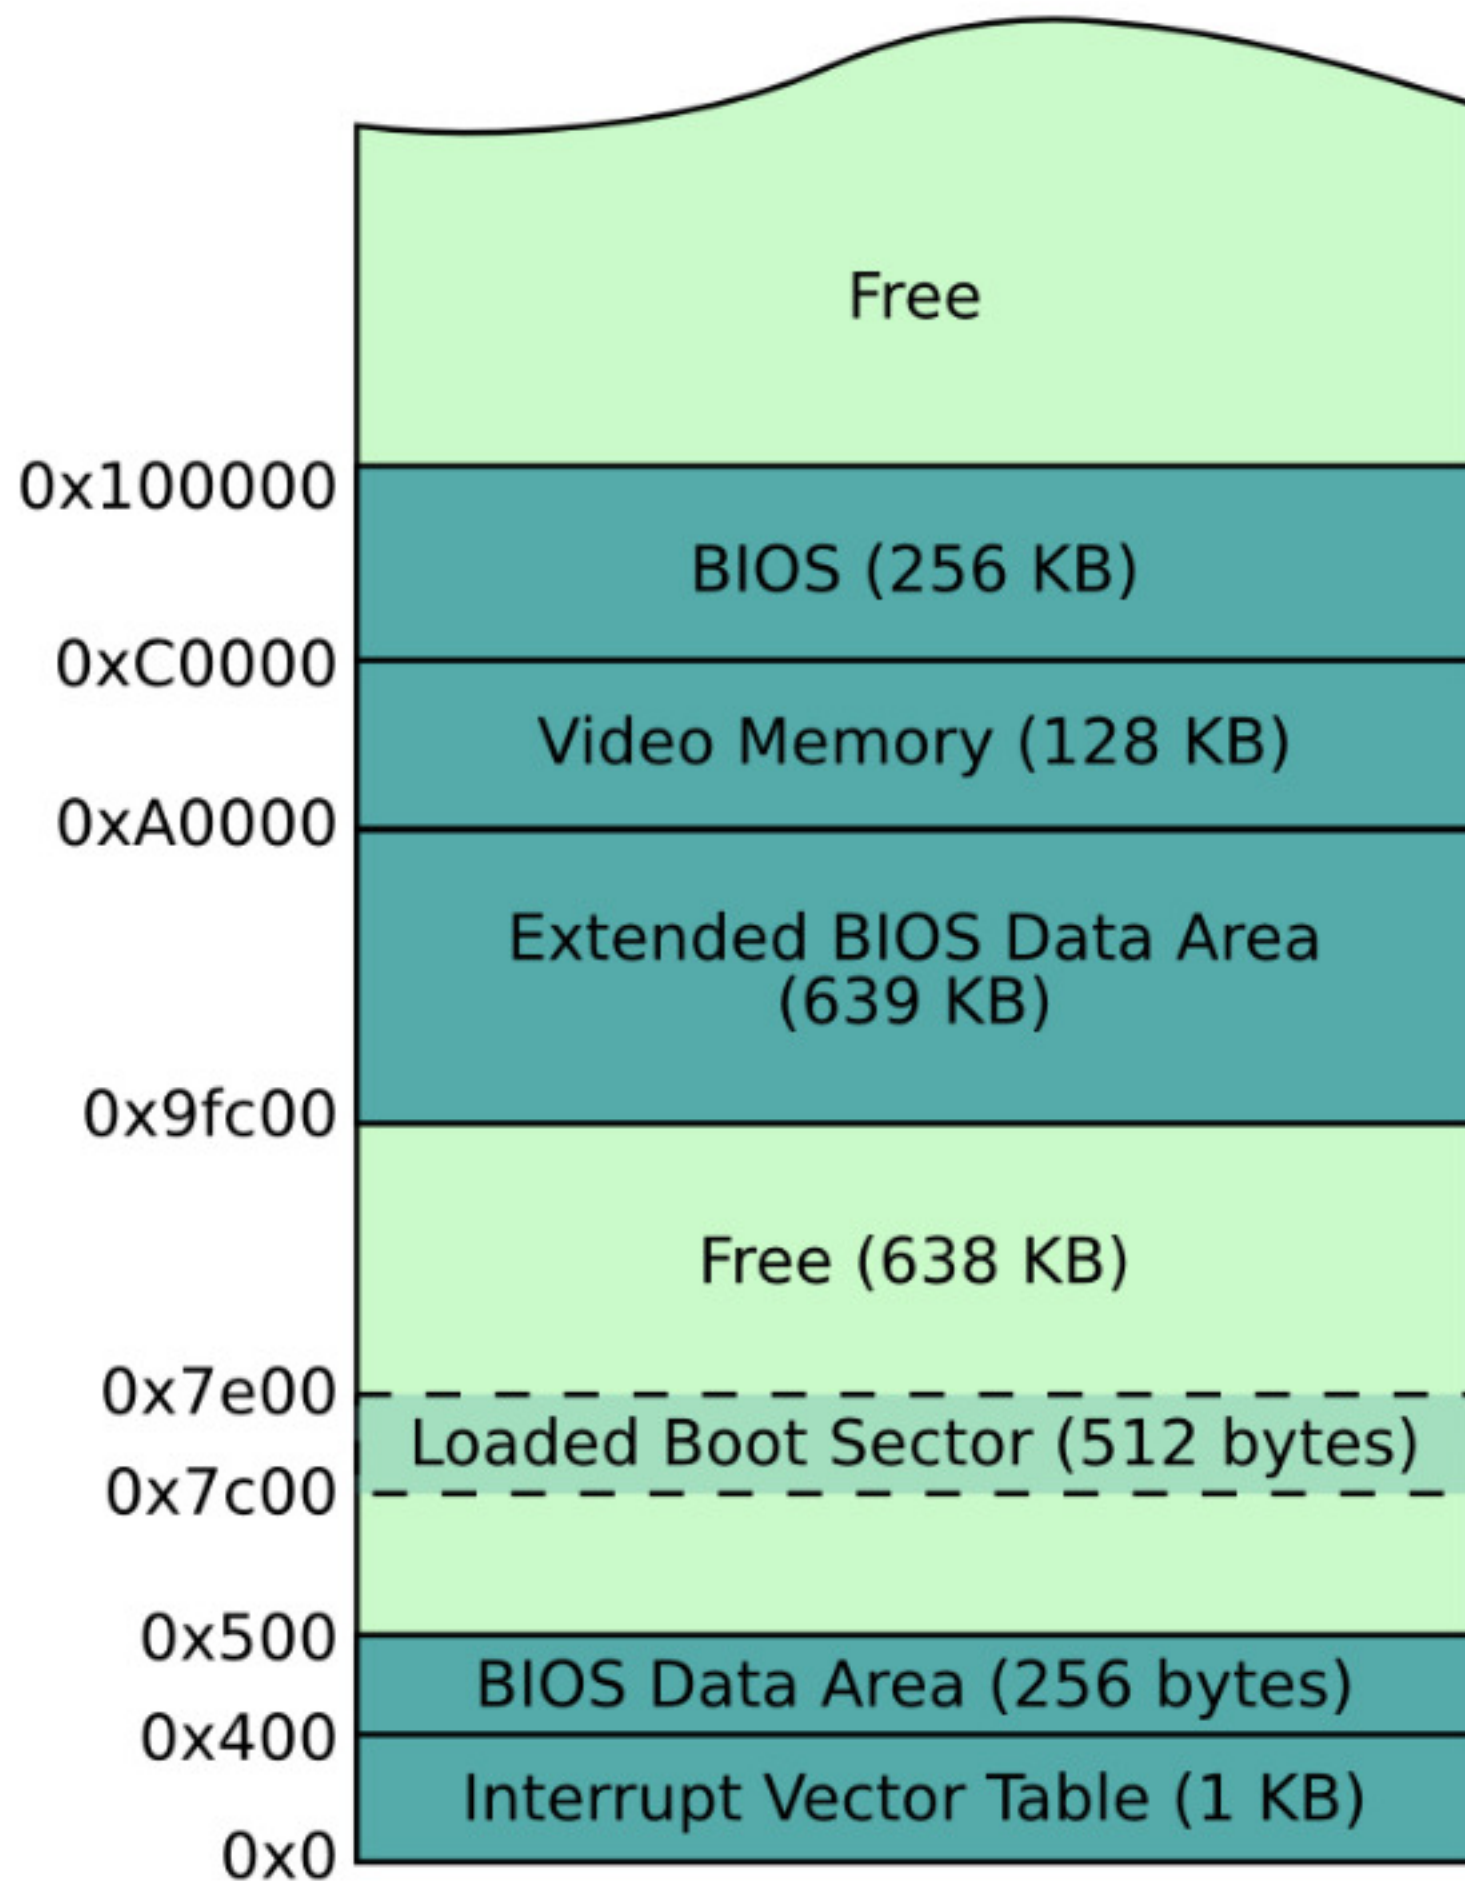 Free
0x100000
BIOS (256 KB)
0xC0000
Video Memory (128 KB)
0xA0000
Extended BIOS Data Area
(639 KB)
0x9fc00
Free (638 KB)
0x7e00
Loaded Boot Sector (512 bytes)
0x7c00
0x500
BIOS Data Area (256 bytes)
0x400
Interrupt Vector Table (1 KB)
0x0